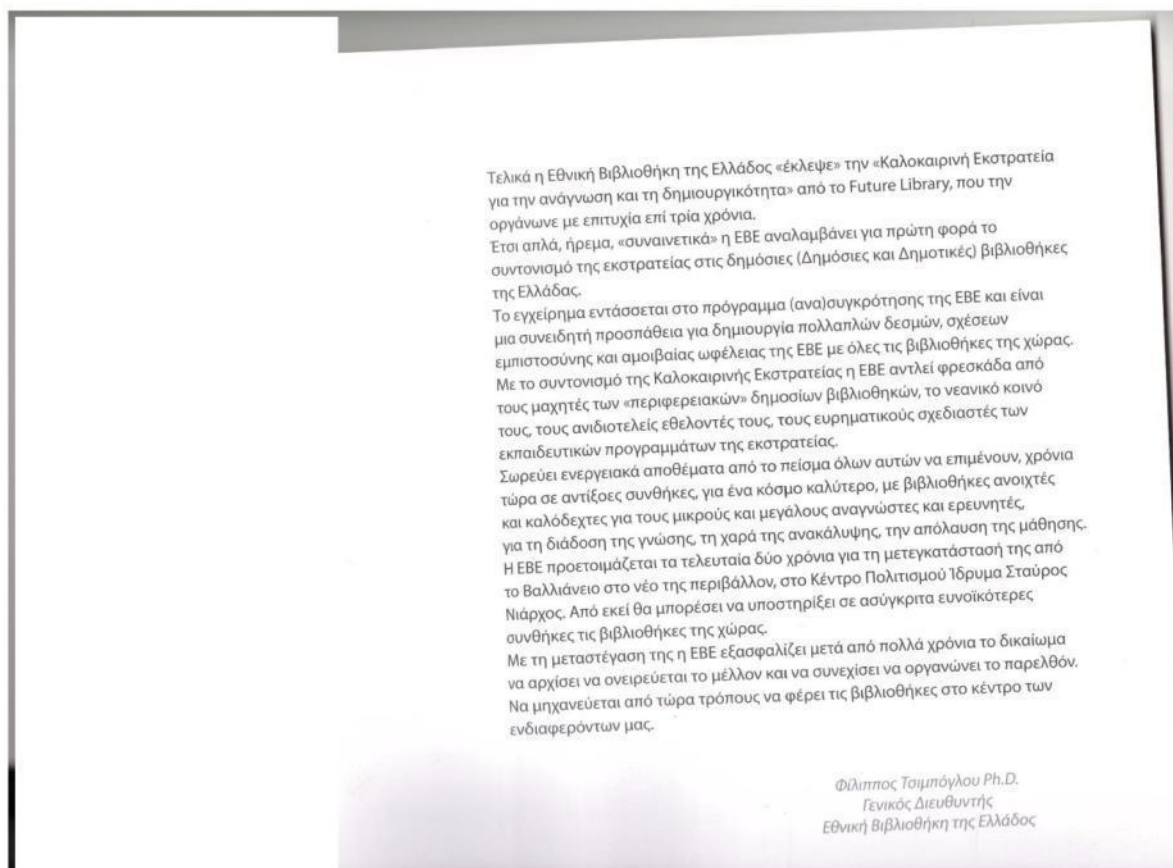 Τελικά η Εθνική Βιβλιοθήκη της Ελλάδος «έκλεψε» την «Καλοκαιρινή Εκστρατεία
για την ανάγνωση και τη δημιουργικότητα» από το Future Library, που την
οργάνωνε με επιτυχία επί τρία χρόνια.
Έτσι απλά, ήρεμα, «συναινετικά» η ΕΒΕ αναλαμβάνει για πρώτη φορά το
συντονισμό της εκστρατείας στις δημόσιες (Δημόσιες και Δημοτικές) βιβλιοθήκες
της Ελλάδας.
Το εγχείρημα εντάσσεται στο πρόγραμμα (ανα)συγκρότησης της ΕΒΕ και είναι
μια συνειδητή προσπάθεια για δημιουργία πολλαπλών δεσμών, σχέσεων
εμπιστοσύνης και αμοιβαίας ωφέλειας της ΕΒΕ με όλες τις βιβλιοθήκες της χώρας.
Με το συντονισμό της Καλοκαιρινής Εκστρατείας η ΕΒΕ αντλεί φρεσκάδα από
τους μαχητές των «περιφερειακών» δημοσίων βιβλιοθηκών, το νεανικό κοινό
τους, τους ανιδιοτελείς εθελοντές τους, τους ευρηματικούς σχεδιαστές των
εκπαιδευτικών προγραμμάτων της εκστρατείας.
Σωρεύει ενεργειακά αποθέματα από το πείσμα όλων αυτών να επιμένουν, χρόνια
τώρα σε αντίξοες συνθήκες, για ένα κόσμο καλύτερο, με βιβλιοθήκες ανοιχτές
και καλόδεχτες για τους μικρούς και μεγάλους αναγνώστες και ερευνητές,
για τη διάδοση της γνώσης, τη χαρά της ανακάλυψης, την απόλαυση της μάθησης.
Η ΕΒΕ προετοιμάζεται τα τελευταία δύο χρόνια για τη μετεγκατάστασή της από
το Βαλλιάνειο στο νέο της περιβάλλον, στο Κέντρο Πολιτισμού Ίδρυμα Σταύρος
Νιάρχος. Από εκεί θα μπορέσει να υποστηρίξει σε ασύγκριτα ευνοϊκότερες
συνθήκες τις βιβλιοθήκες της χώρας.
Με τη μεταστέγαση της η ΕΒΕ εξασφαλίζει μετά από πολλά χρόνια το δικαίωμα
να αρχίσει να ονειρεύεται το μέλλον και να συνεχίσει να οργανώνει το παρελθόν.
Να μηχανεύεται από τώρα τρόπους να φέρει τις βιβλιοθήκες στο κέντρο των
ενδιαφερόντων μας.
Φίλιππος Τσιμπόγλου Ph.D.
Γενικός Διευθυντής
Εθνική Βιβλιοθήκη της Ελλάδος